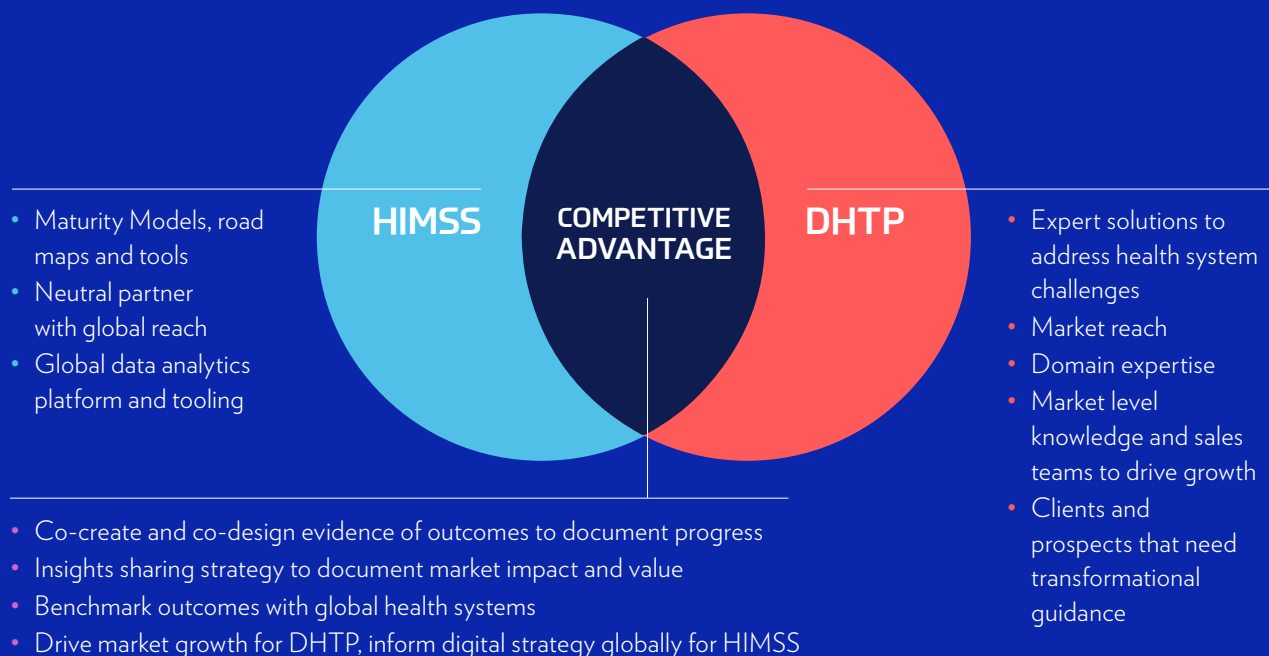 HIMSS
COMPETITIVE
ADVANTAGE
DHTP
• Maturity Models, road
maps and tools
• Neutral partner
with global reach
• Global data analytics
platform and tooling
• Expert solutions to
address health system
challenges
• Market reach
• Domain expertise
• Market level
knowledge and sales
teams to drive growth
• Clients and
prospects that need
transformational
guidance
• Co-create and co-design evidence of outcomes to document progress
• Insights sharing strategy to document market impact and value
• Benchmark outcomes with global health systems
• Drive market growth for DHTP, inform digital strategy globally for HIMSS